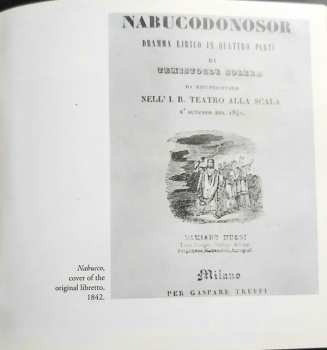 NABUCODONOSOR
DRAMMA LIRICO IN QUATTRO PARTI
DI
TEMISTOCLE SOLERA
DA RAPPRESENTARSI
NELL' I. R. TEATRO ALLA SCALA
Milano
PER GASPARE TRUFFI
Nabucco,
cover of the
original libretto,
1842.